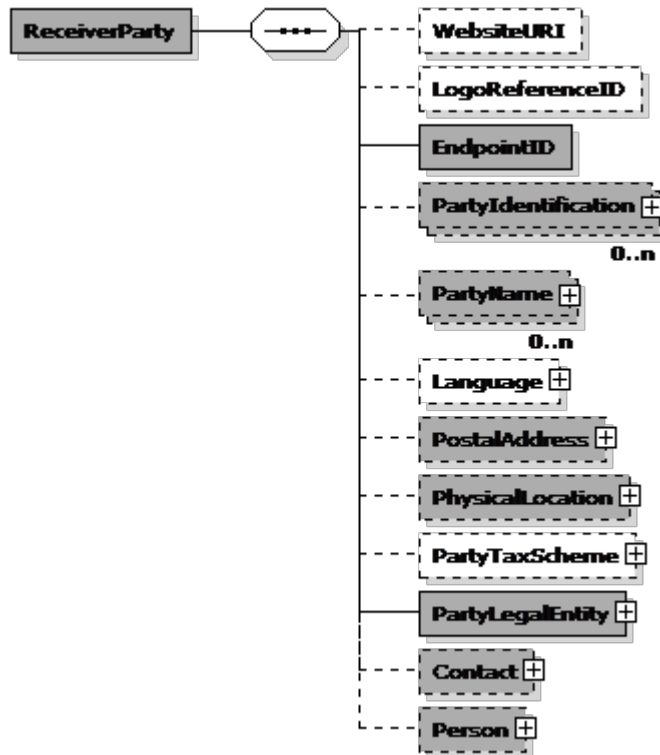 ReceiverParty
WebsiteURI
LogoReferenceID
EndpointID
PartyIdentification
0..n
PartyName
0..n
Language
PostalAddress
PhysicalLocation
PartyTaxScheme
PartyLegalEntity
Contact
Person